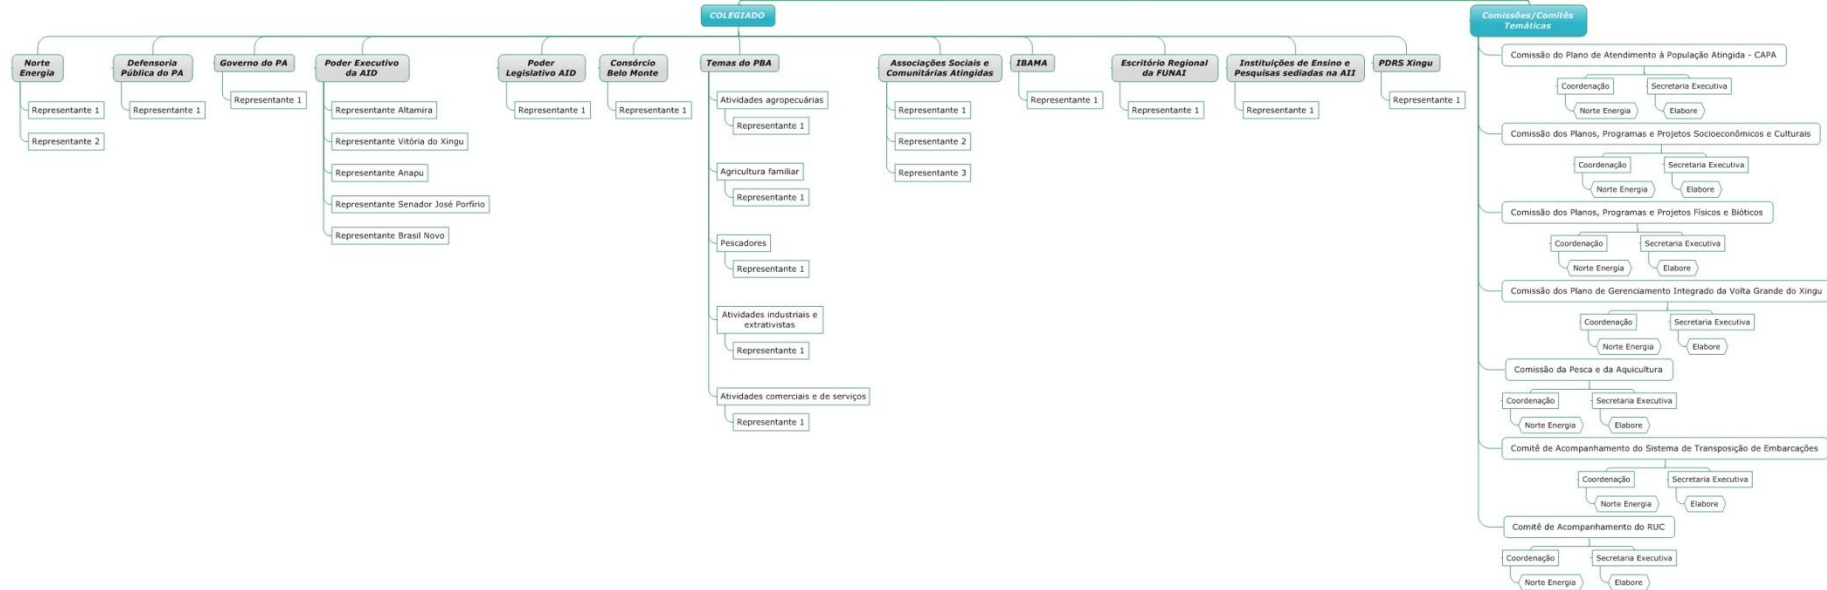 COLEGIADO
Norte
Energia
Representante 1
Representante 2
Defensoria
Pública do PA
Representante 1
Governo do PA
Representante 1
Poder Executivo
da AID
Representante Altamira
Representante Vitória do Xingu
Representante Anapu
Representante Senador José Porfírio
Representante Brasil Novo
Poder
Legislativo AID
Representante 1
Consórcio
Belo Monte
Representante 1
Temas do PBA
Atividades agropecuárias
Representante 1
Agricultura familiar
Representante 1
Pescadores
Representante 1
Atividades industriais e
extrativistas
Representante 1
Atividades comerciais e de serviços
Representante 1
Associações Sociais e
Comunitárias Atingidas
Representante 1
Representante 2
Representante 3
IBAMA
Representante 1
Escritório Regional
da FUNAI
Representante 1
Instituições de Ensino e
Pesquisas sediadas na AII
Representante 1
PDRS Xingu
Representante 1
Comissões/Comitês
Temáticas
Comissão do Plano de Atendimento à População Atingida - CAPA
Coordenação
Norte Energia
Secretaria Executiva
Elabore
Comissão dos Planos, Programas e Projetos Socioeconômicos e Culturais
Coordenação
Norte Energia
Secretaria Executiva
Elabore
Comissão dos Planos, Programas e Projetos Físicos e Bióticos
Coordenação
Norte Energia
Secretaria Executiva
Elabore
Comissão dos Plano de Gerenciamento Integrado da Volta Grande do Xingu
Coordenação
Norte Energia
Secretaria Executiva
Elabore
Comissão da Pesca e da Aquicultura
Coordenação
Norte Energia
Secretaria Executiva
Elabore
Comitê de Acompanhamento do Sistema de Transposição de Embarcações
Coordenação
Norte Energia
Secretaria Executiva
Elabore
Comitê de Acompanhamento do RUC
Coordenação
Norte Energia
Secretaria Executiva
Elabore